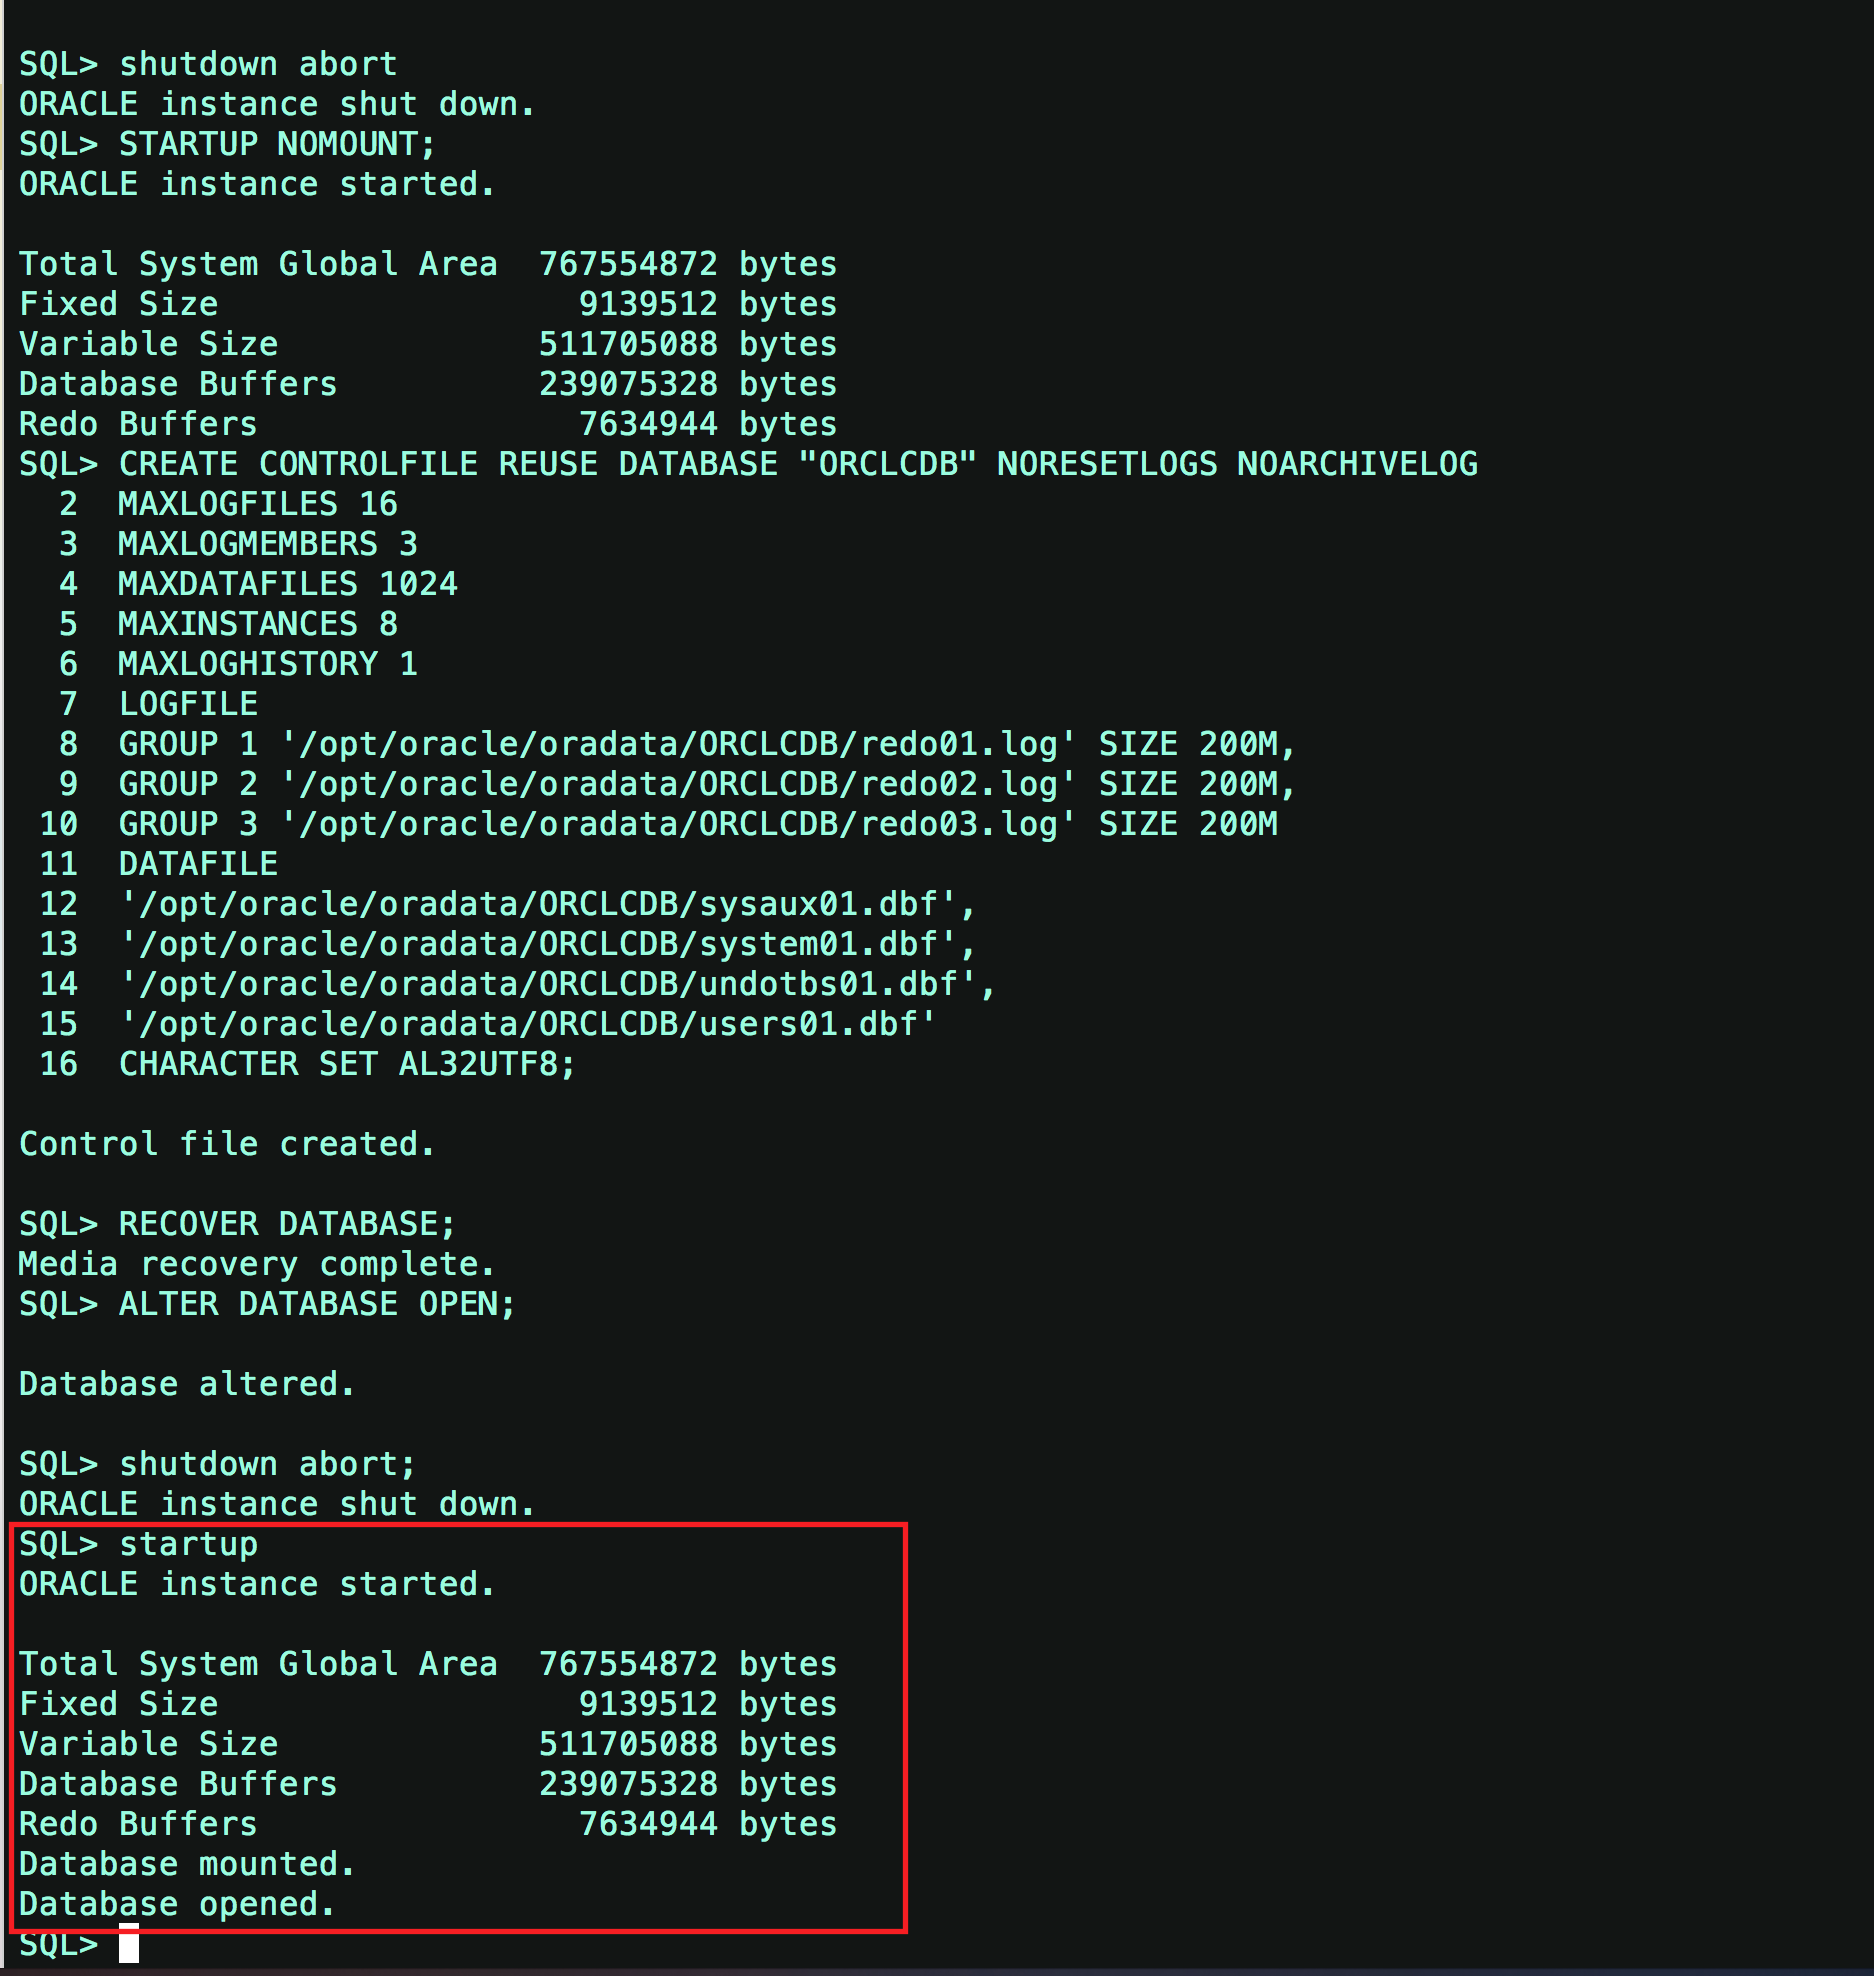 SQL> shutdown abort
ORACLE instance shut down.
SQL> STARTUP NOMOUNT;
ORACLE instance started.
Total System Global Area  767554872 bytes
Fixed Size                  9139512 bytes
Variable Size             511705088 bytes
Database Buffers          239075328 bytes
Redo Buffers                7634944 bytes
SQL> CREATE CONTROLFILE REUSE DATABASE "ORCLCDB" NORESETLOGS NOARCHIVELOG
  2  MAXLOGFILES 16
  3  MAXLOGMEMBERS 3
  4  MAXDATAFILES 1024
  5  MAXINSTANCES 8
  6  MAXLOGHISTORY 1
  7  LOGFILE
  8  GROUP 1 '/opt/oracle/oradata/ORCLCDB/redo01.log' SIZE 200M,
  9  GROUP 2 '/opt/oracle/oradata/ORCLCDB/redo02.log' SIZE 200M,
 10  GROUP 3 '/opt/oracle/oradata/ORCLCDB/redo03.log' SIZE 200M
 11  DATAFILE
 12  '/opt/oracle/oradata/ORCLCDB/sysaux01.dbf',
 13  '/opt/oracle/oradata/ORCLCDB/system01.dbf',
 14  '/opt/oracle/oradata/ORCLCDB/undotbs01.dbf',
 15  '/opt/oracle/oradata/ORCLCDB/users01.dbf'
 16  CHARACTER SET AL32UTF8;
Control file created.
SQL> RECOVER DATABASE;
Media recovery complete.
SQL> ALTER DATABASE OPEN;
Database altered.
SQL> shutdown abort;
ORACLE instance shut down.
SQL> startup
ORACLE instance started.
Total System Global Area  767554872 bytes
Fixed Size                  9139512 bytes
Variable Size             511705088 bytes
Database Buffers          239075328 bytes
Redo Buffers                7634944 bytes
Database mounted.
Database opened.
SQL>